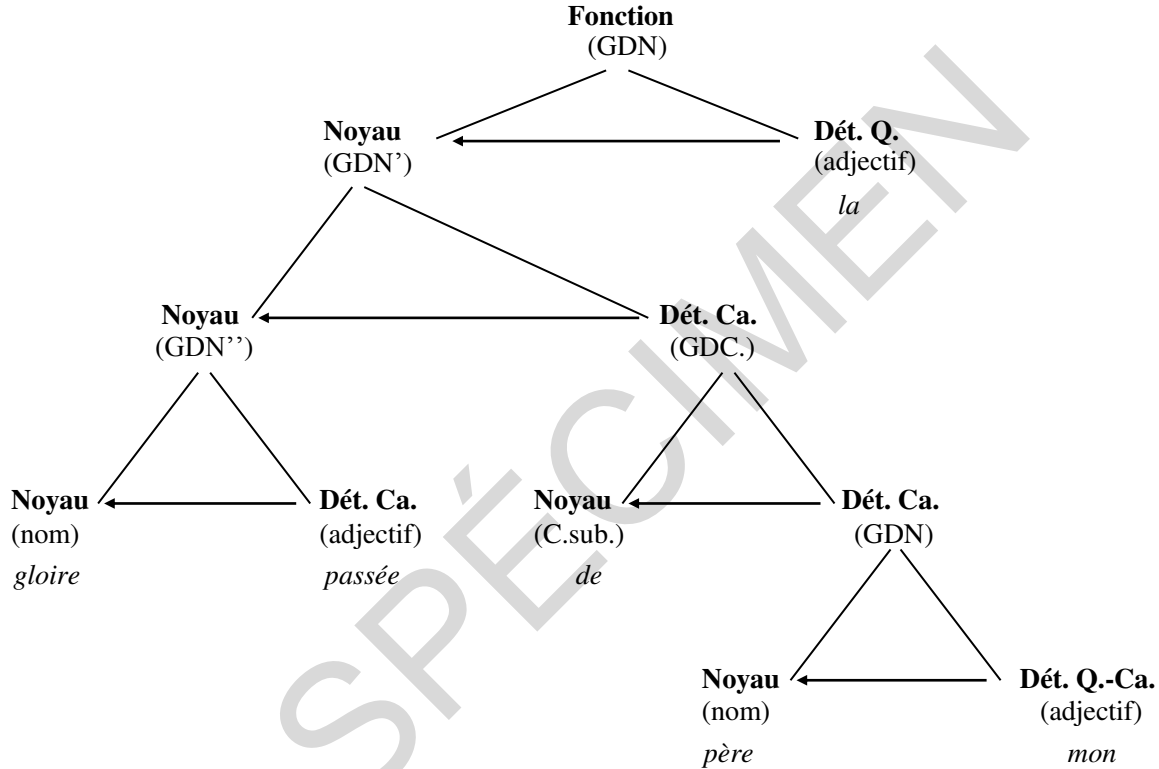 Fonction
(GDN)
Noyau
(GDN')
Dét. Q.
(adjectif)
la
Noyau
(GDN'')
Dét. Ca.
(GDC.)
Noyau
(nom)
gloire
Dét. Ca.
(adjectif)
passée
Noyau
(C.sub.)
de
Dét. Ca.
(GDN)
Noyau
(nom)
père
Dét. Q.-Ca.
(adjectif)
mon
SPÉCIMEN